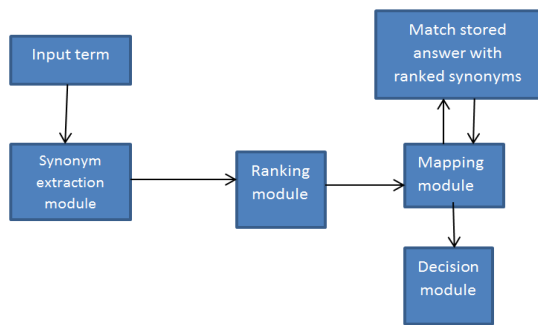 Input term
Match stored
answer with
ranked synonyms
Synonym
extraction
module
Ranking
module
Mapping
module
Decision
module